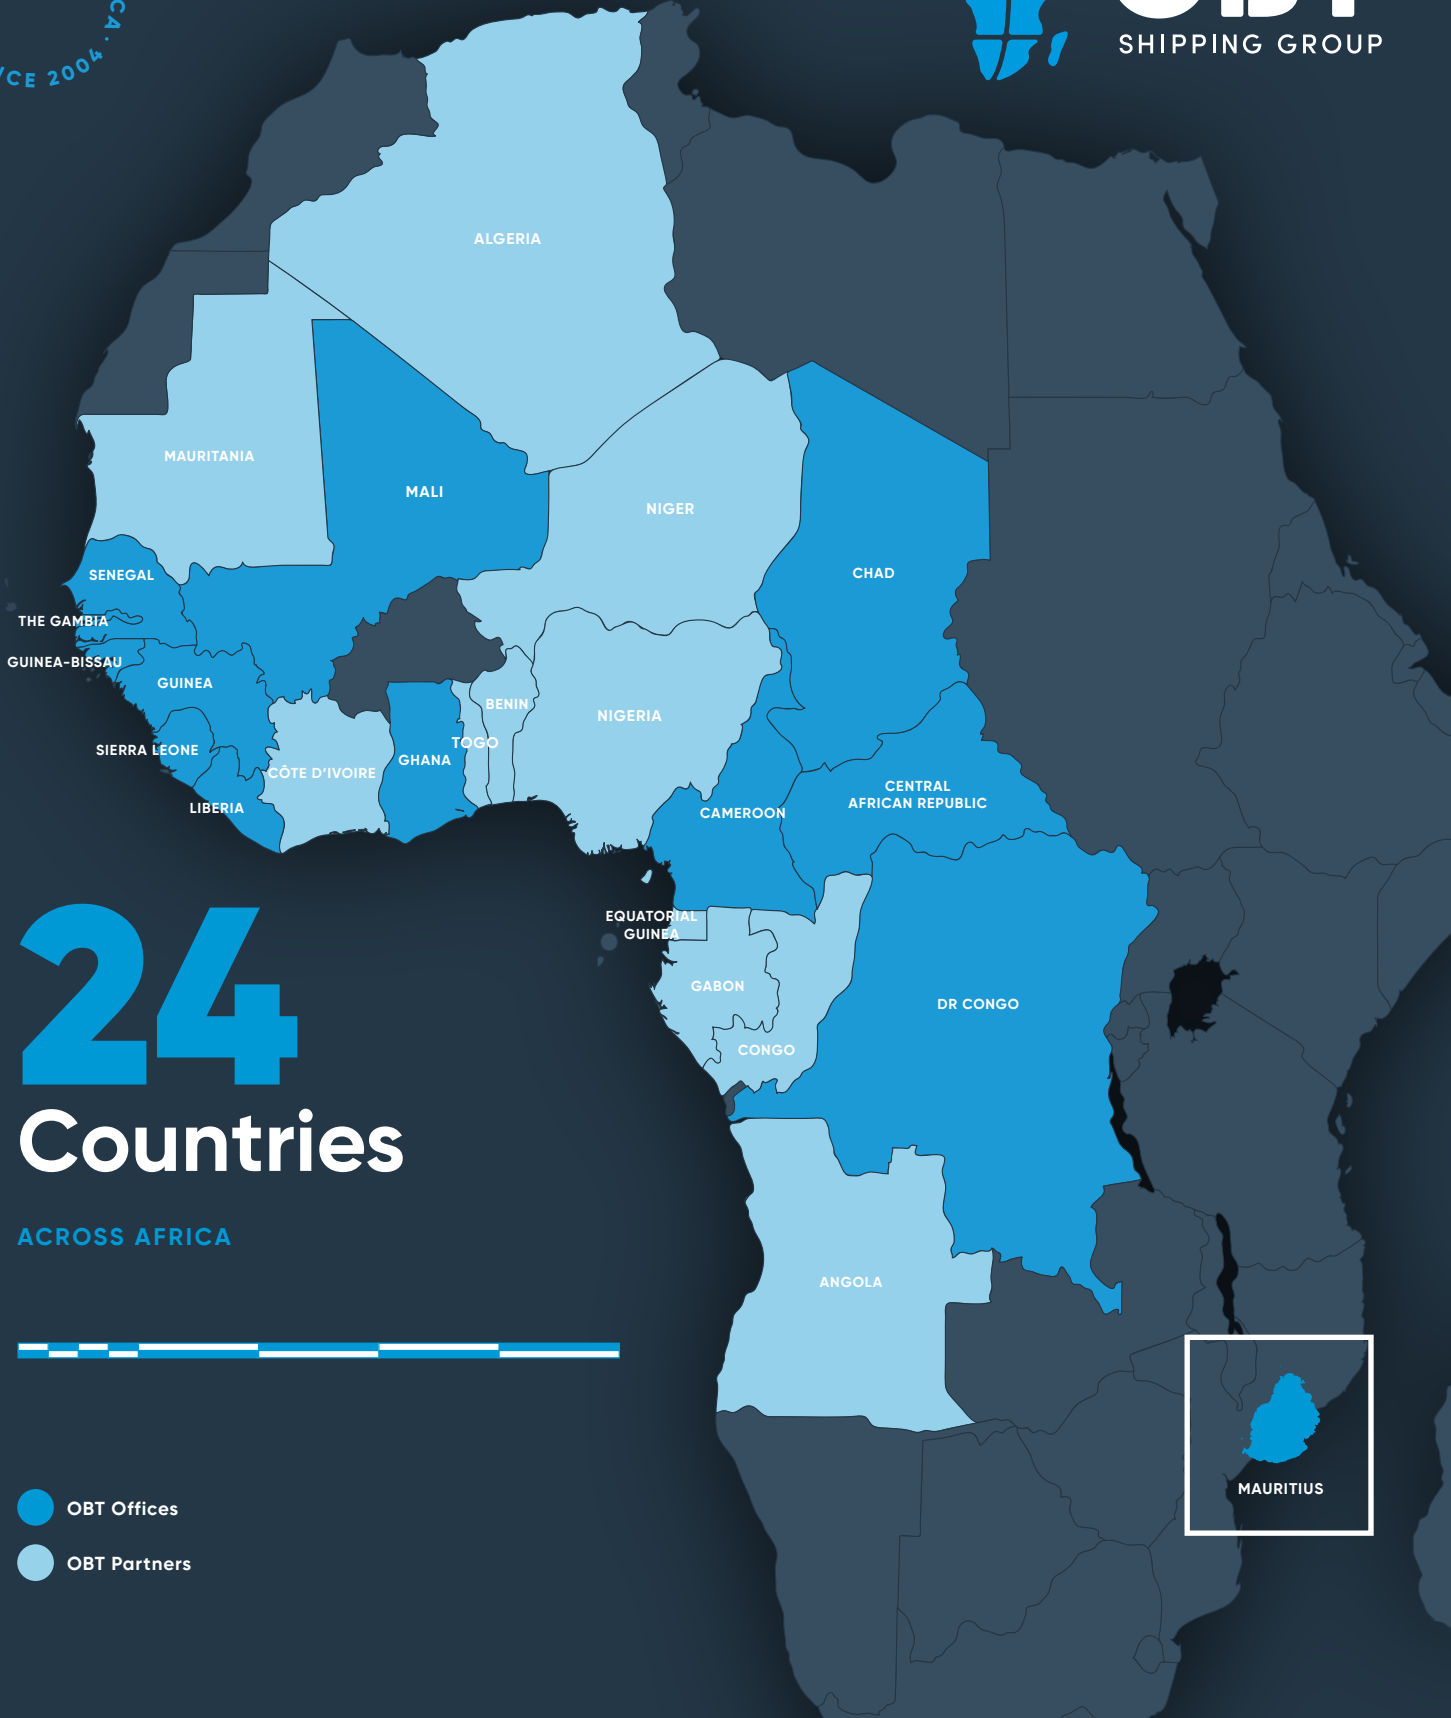 SINCE 2004
SHIPPING GROUP
ALGERIA
MAURITANIA
MALI
NIGER
CHAD
SENEGAL
THE GAMBIA
GUINEA-BISSAU
GUINEA
SIERRA LEONE
LIBERIA
CÔTE D'IVOIRE
GHANA
TOGO
BENIN
NIGERIA
CAMEROON
CENTRAL
AFRICAN REPUBLIC
EQUATORIAL
GUINEA
GABON
CONGO
DR CONGO
ANGOLA
MAURITIUS
24
Countries
ACROSS AFRICA
OBT Offices
OBT Partners